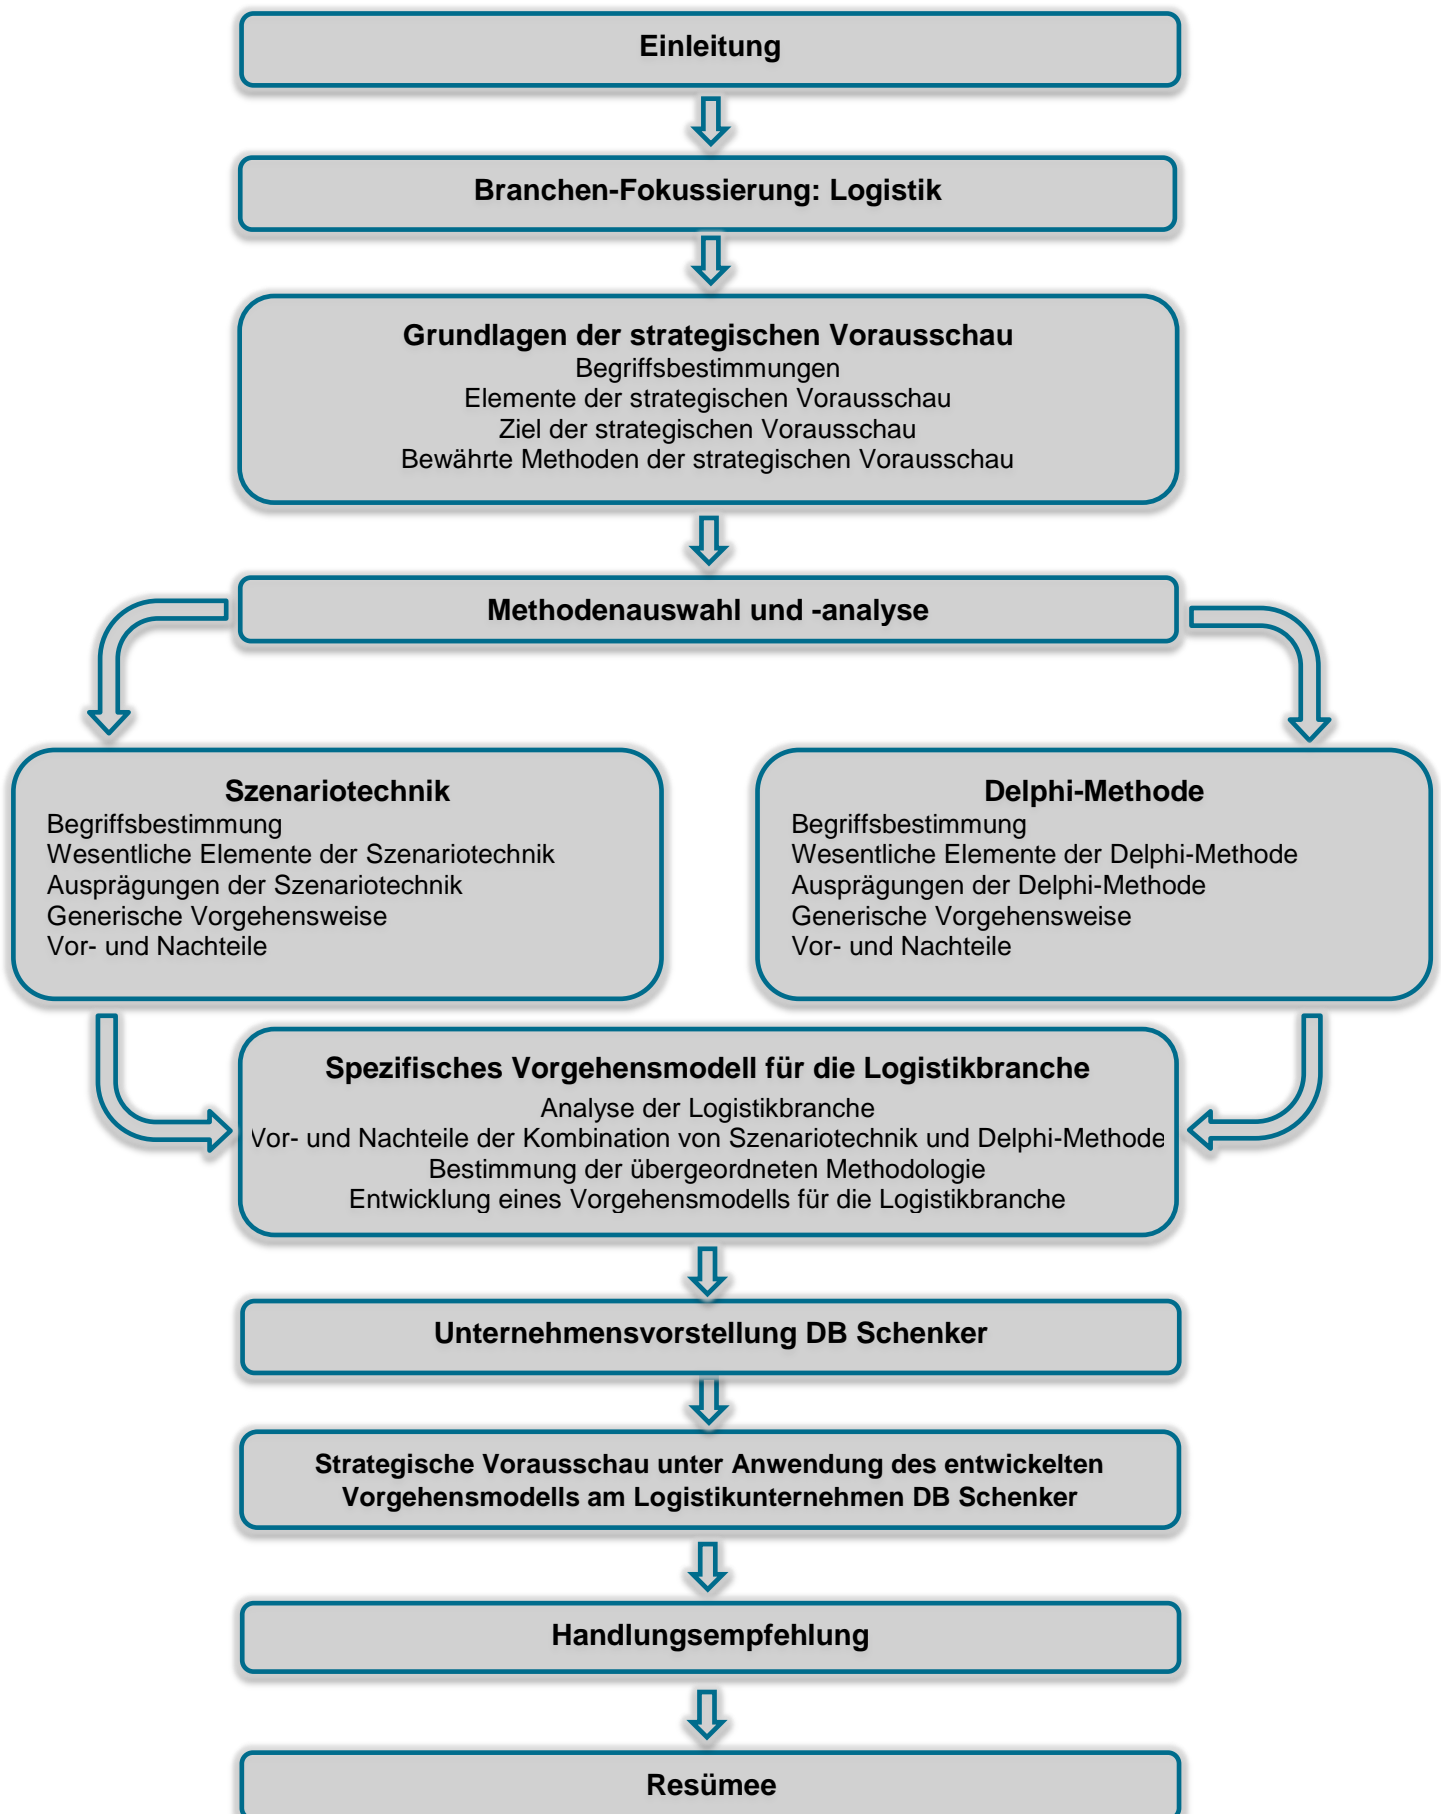 Einleitung
Branchen-Fokussierung: Logistik
Grundlagen der strategischen Vorausschau
Begriffsbestimmungen
Elemente der strategischen Vorausschau
Ziel der strategischen Vorausschau
Bewährte Methoden der strategischen Vorausschau
Methodenauswahl und -analyse
Szenariotechnik
Begriffsbestimmung
Wesentliche Elemente der Szenariotechnik
Ausprägungen der Szenariotechnik
Generische Vorgehensweise
Vor- und Nachteile
Delphi-Methode
Begriffsbestimmung
Wesentliche Elemente der Delphi-Methode
Ausprägungen der Delphi-Methode
Generische Vorgehensweise
Vor- und Nachteile
Spezifisches Vorgehensmodell für die Logistikbranche
Analyse der Logistikbranche
Vor- und Nachteile der Kombination von Szenariotechnik und Delphi-Methode
Bestimmung der übergeordneten Methodologie
Entwicklung eines Vorgehensmodells für die Logistikbranche
Unternehmensvorstellung DB Schenker
Strategische Vorausschau unter Anwendung des entwickelten
Vorgehensmodells am Logistikunternehmen DB Schenker
Handlungsempfehlung
Resümee